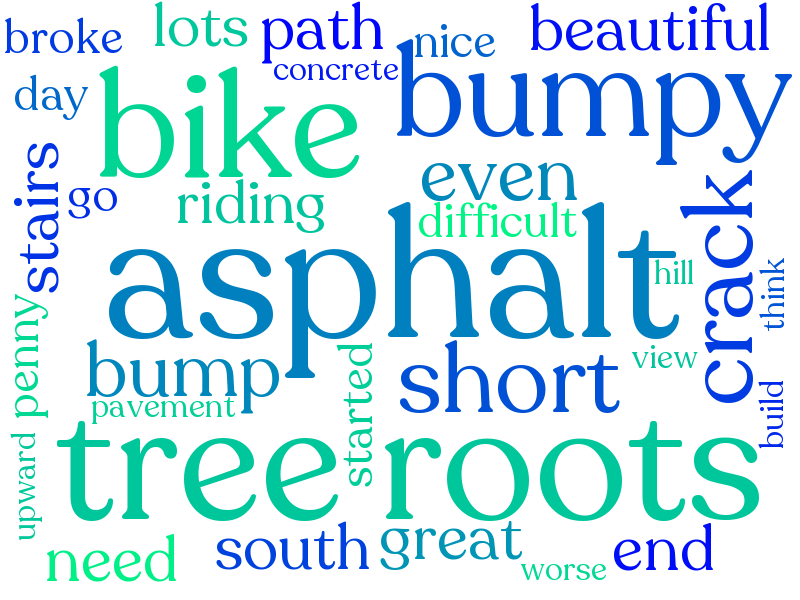 broke
lots
path
nice
beautiful
concrete
day
bike
bumpy
stairs
go
riding
even
difficult
crack
asphalt
hill
think
penny
bump
pavement
started
short
view
build
upward
tree roots
need
south
great
worse
end